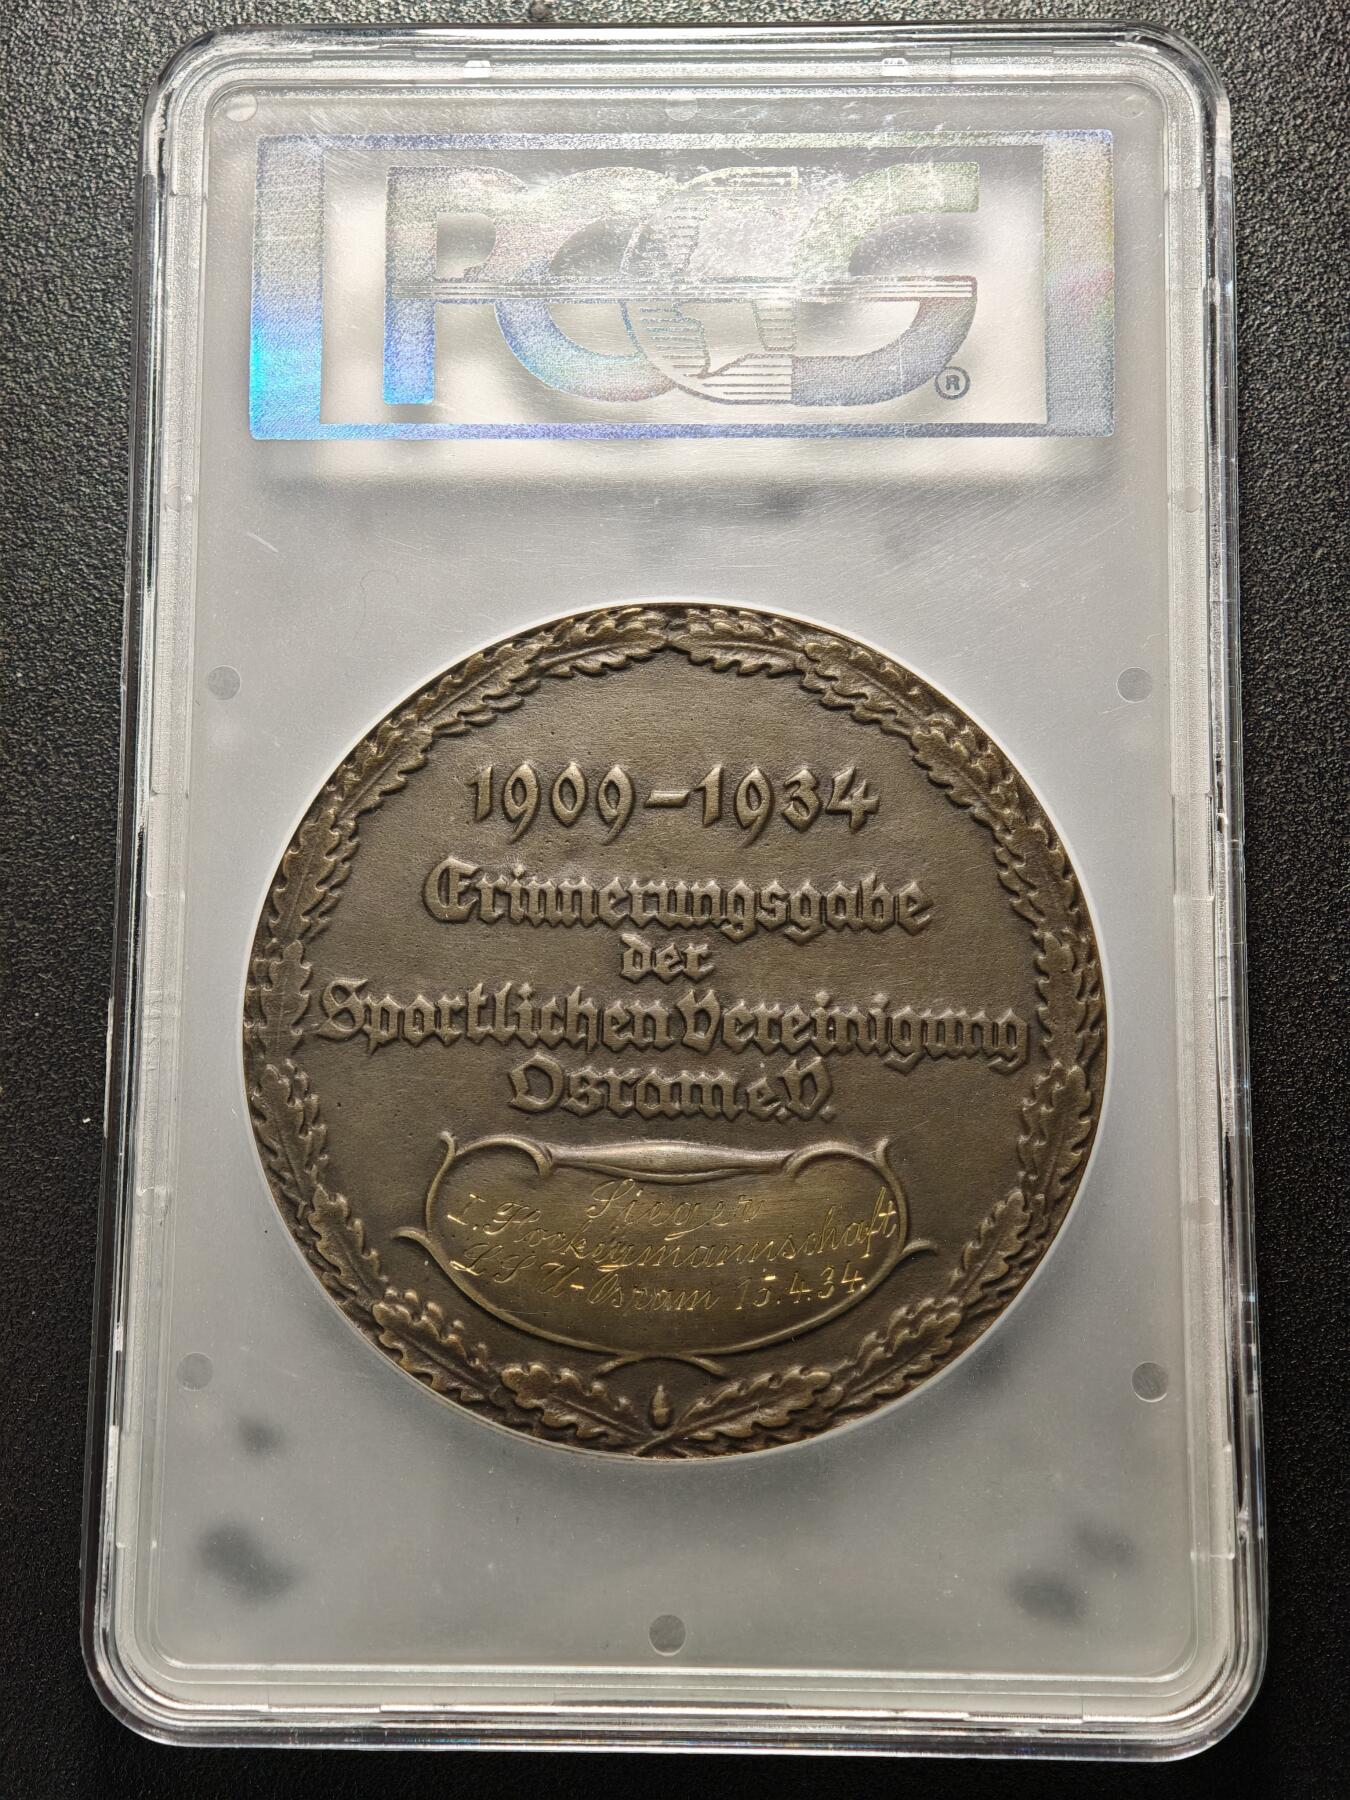 PCGS®
1909-1934
Erinnerungsgabe
der
Sportlichen Vereinigung
Osram e.V.
Sieger
I. Hockeymannschaft
L S V-Osram 15.4.34.